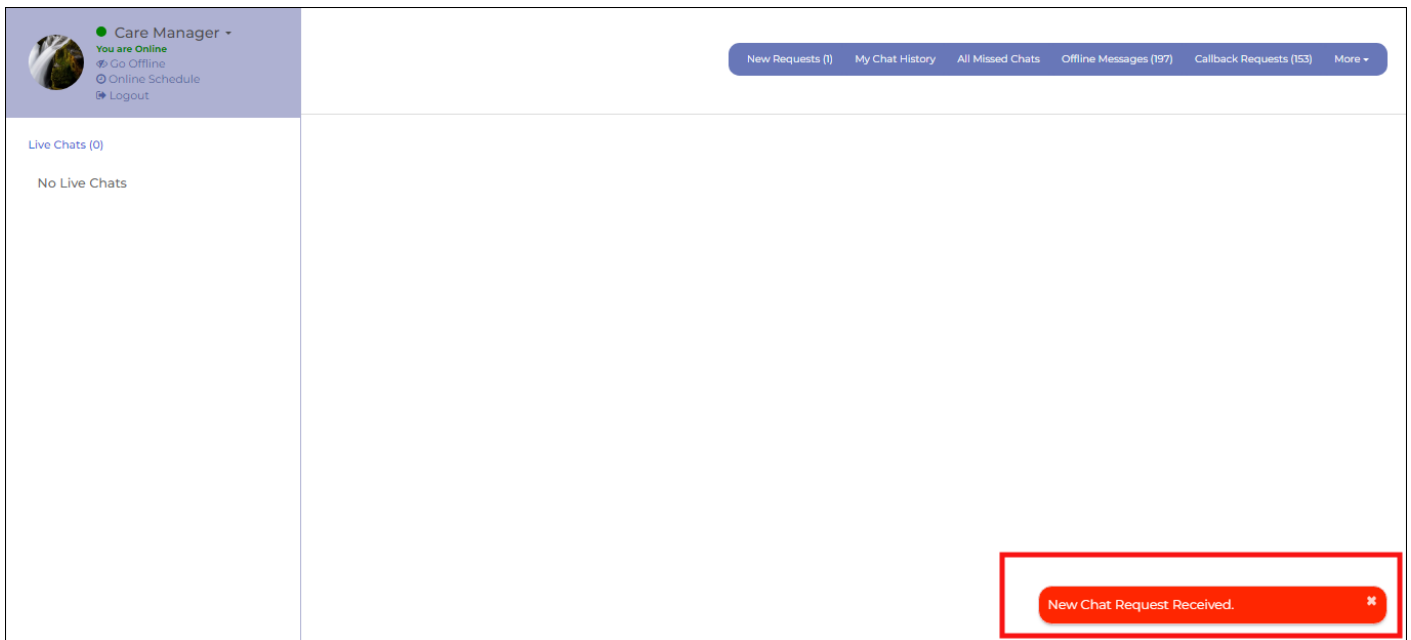 Care Manager
You are Online
Go Offline
Online Schedule
Logout
New Requests (1) My Chat History All Missed Chats Offline Messages (197) Callback Requests (153) More
Live Chats (0)
No Live Chats
New Chat Request Received.